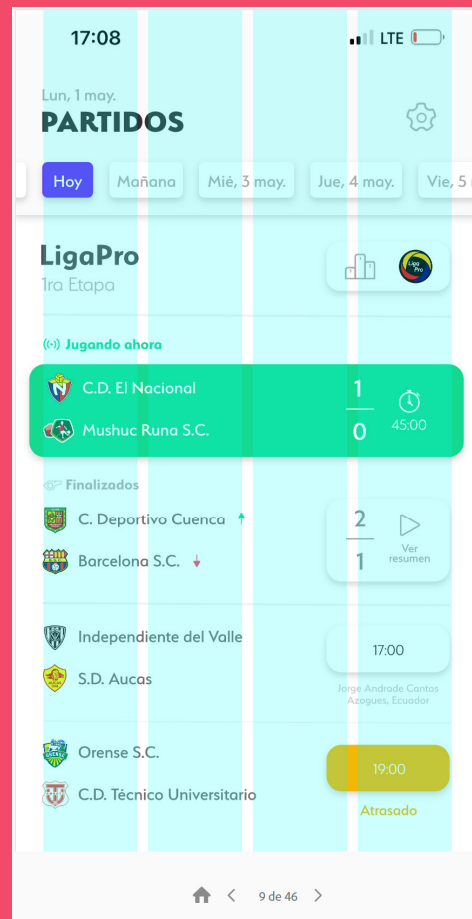 17:08
LTE
Lun, 1 may.
PARTIDOS
Hoy
Mañana
Mié, 3 may.
Jue, 4 may.
Vie, 5
LigaPro
1ra Etapa
Liga
Pro
Jugando ahora
C.D. El Nacional
1
Mushuc Runa S.C.
0
45:00
Finalizados
C. Deportivo Cuenca
2
Barcelona S.C.
1
Ver
resumen
Independiente del Valle
S.D. Aucas
17:00
Jorge Andrade Cantos
Azogues, Ecuador
Orense S.C.
C.D. Técnico Universitario
19:00
Atrasado
9 de 46